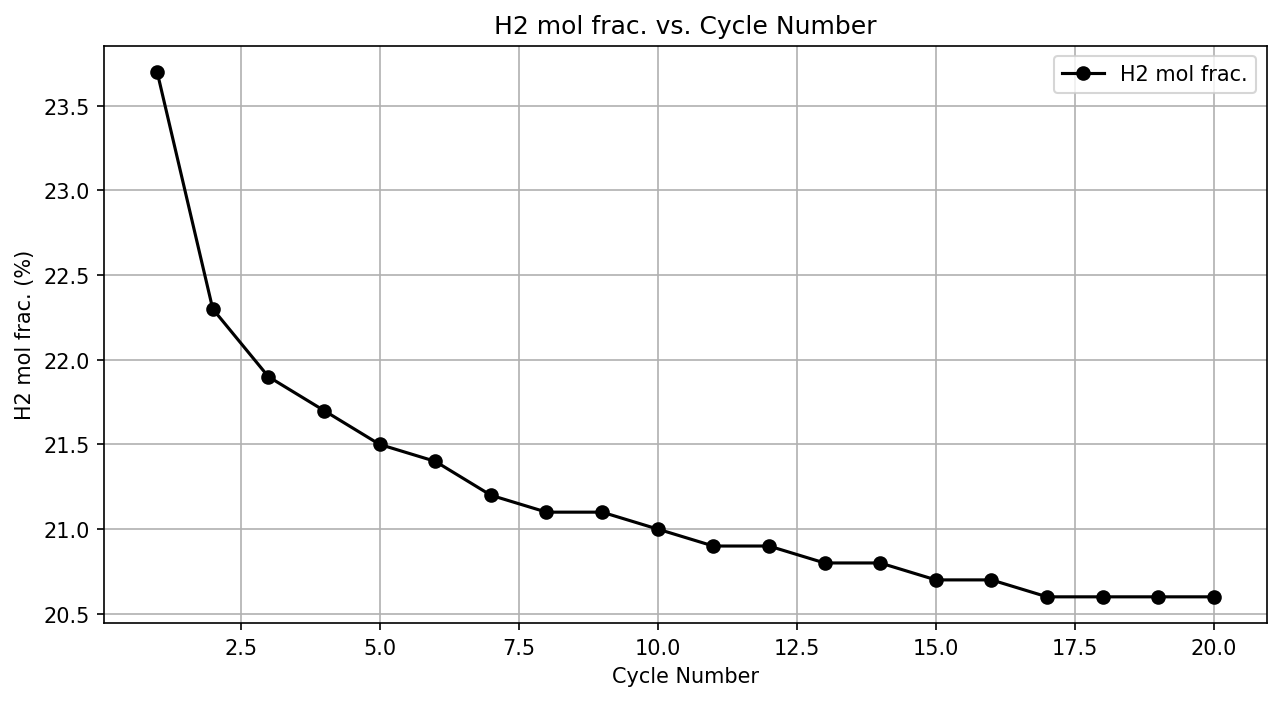 H2 mol frac. vs. Cycle Number
H2 mol frac.
H2 mol frac. (%)
23.5
23.0
22.5
22.0
21.5
21.0
20.5
2.5 5.0 7.5 10.0 12.5 15.0 17.5 20.0
Cycle Number